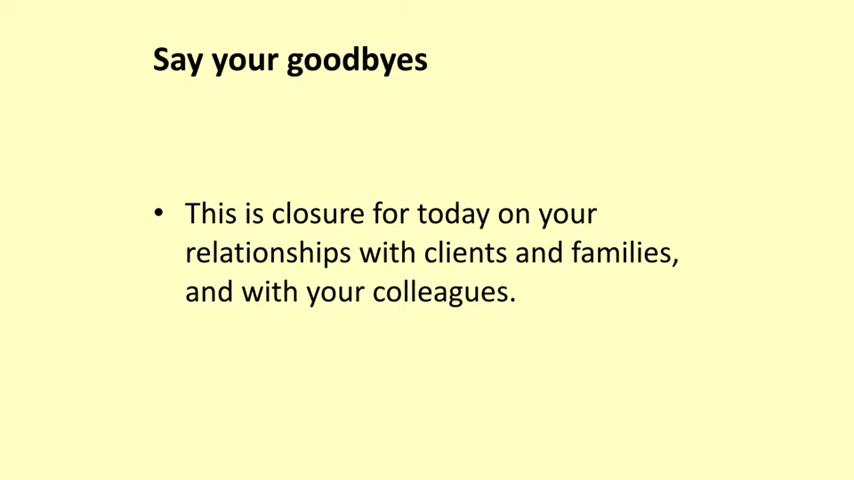 Say your goodbyes
• This is closure for today on your
relationships with clients and families,
and with your colleagues.